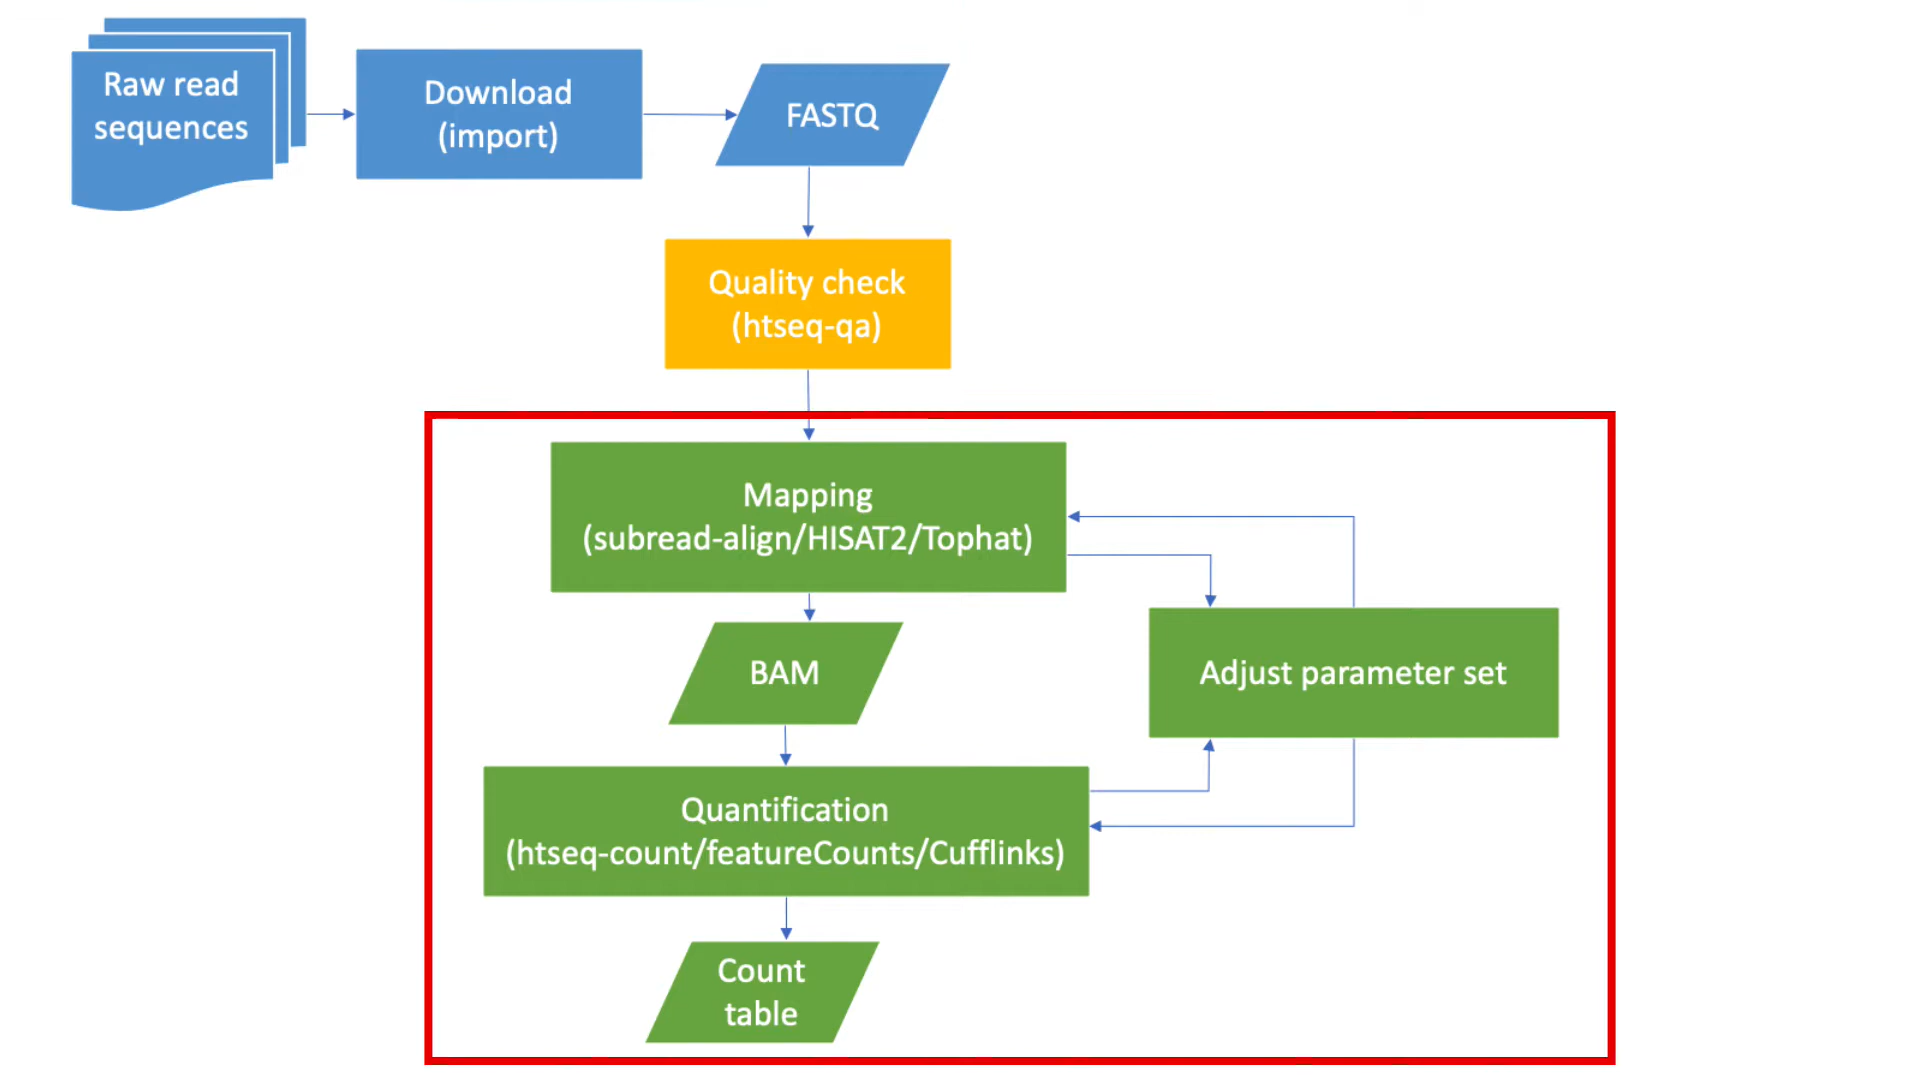 Raw read
sequences
Download
(import)
FASTQ
Quality check
(htseq-qa)
Mapping
(subread-align/HISAT2/Tophat)
BAM
Adjust parameter set
Quantification
(htseq-count/featureCounts/Cufflinks)
Count
table